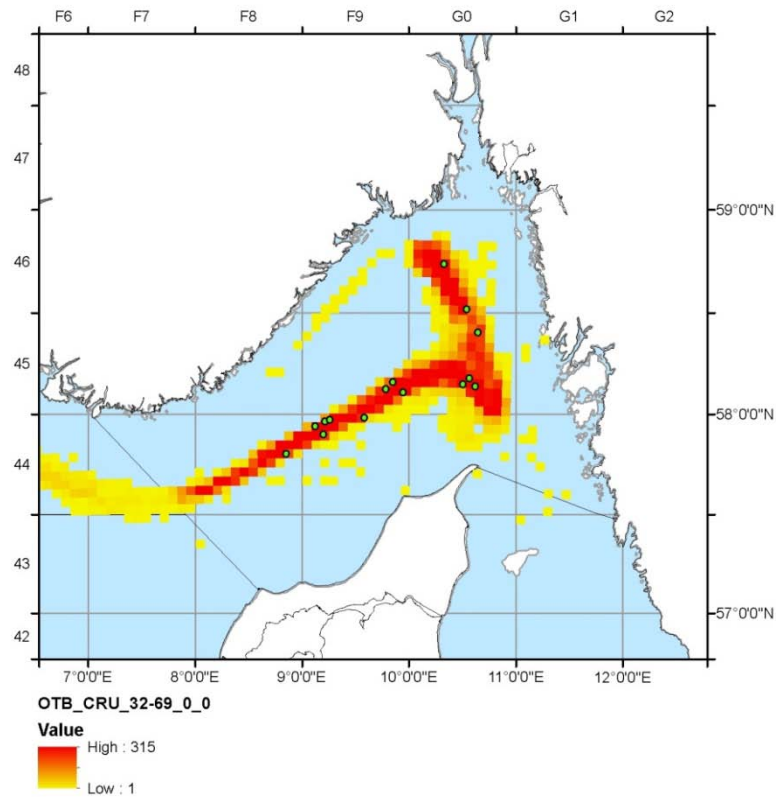 F6 F7 F8 F9 G0 G1 G2
48
47
59°0'0"N
46
45
58°0'0"N
44
43
57°0'0"N
42
7°0'0"E 8°0'0"E 9°0'0"E 10°0'0"E 11°0'0"E 12°0'0"E
OTB_CRU_32-69_0_0
Value
High : 315
Low : 1